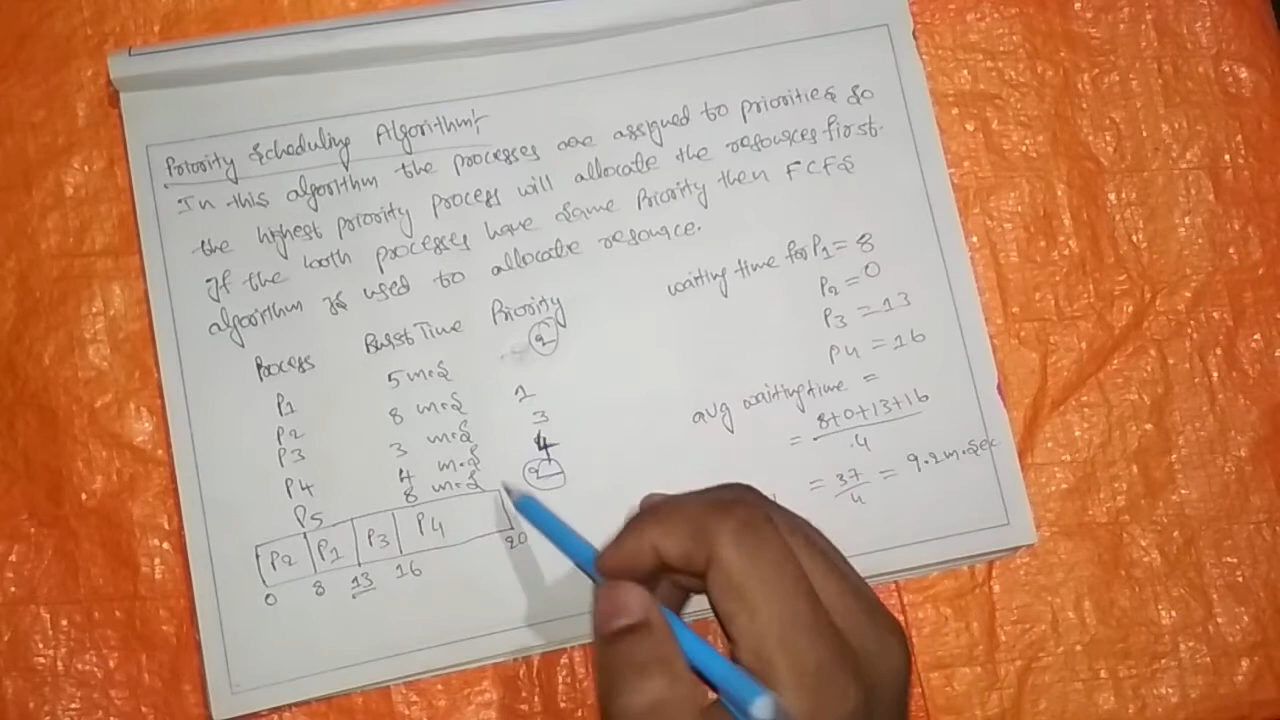 Priority Scheduling Algorithm:
In this algorithm the processes are assigned to priorities So
the highest priority process will allocate the resources first.
If the both processes have Same Priority then FCFS
algorithm is used to allocate resource.
Process Burst Time Priority
P1 5 m.s 2
P2 8 m.s 1
P3 3 m.s 3
P4 4 m.s 4
P5 8 m.s 2
P2 P1 P3 P4
0 8 13 16 20
waiting time for P1 = 8
P2 = 0
P3 = 13
P4 = 16
avg waiting time =
= 8+0+13+16
4
= 37/4 = 9.2 m.sec